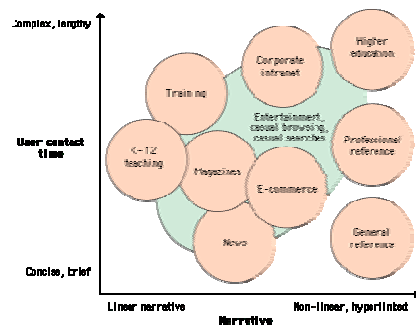 Complex, lengthy
Higher
education
Corporate
intranet
Training
Entertainment,
casual browsing,
casual searches
User contact
time
K–12
teaching
Professional
reference
Magazines
E-commerce
News
General
reference
Concise, brief
Linear narrative
Non-linear, hyperlinked
Narrative